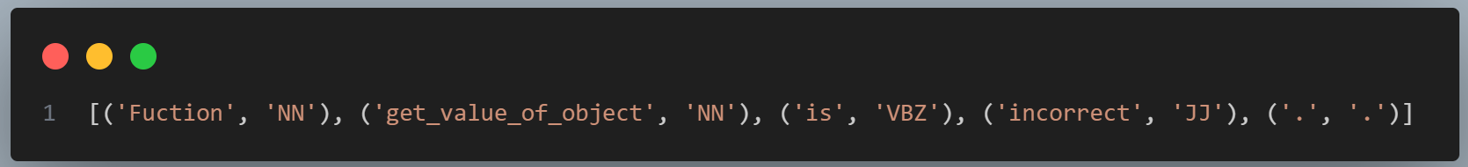 1 [('Fuction', 'NN'), ('get_value_of_object', 'NN'), ('is', 'VBZ'), ('incorrect', 'JJ'), ('.', '.')]